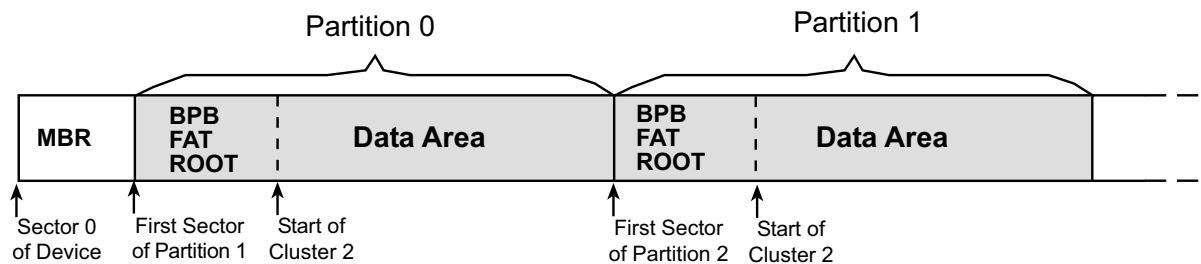 Partition 0
Partition 1
MBR
BPB
FAT
ROOT
Data Area
BPB
FAT
ROOT
Data Area
Sector 0
of Device
First Sector
of Partition 1
Start of
Cluster 2
First Sector
of Partition 2
Start of
Cluster 2